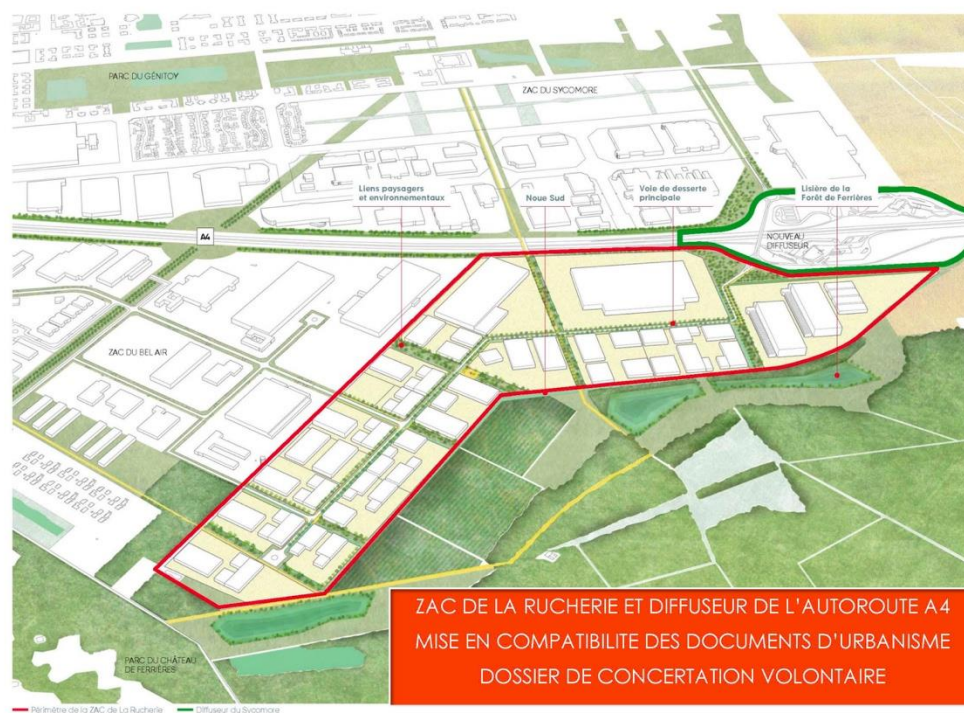 PARC DU GÉNITOY
ZAC DU SYCOMORE
Liens paysagers
et environnementaux
Noue Sud
Voie de desserte
principale
Lisière de la
Forêt de Ferrières
A4
NOUVEAU
DIFFUSEUR
ZAC DU BEL AIR
ZAC DE LA RUCHERIE ET DIFFUSEUR DE L'AUTOROUTE A4
MISE EN COMPATIBILITE DES DOCUMENTS D'URBANISME
DOSSIER DE CONCERTATION VOLONTAIRE
PARC DU CHÂTEAU
DE FERRIÈRES
Périmètre de la ZAC de La Rucherie
Diffuseur du Sycomore